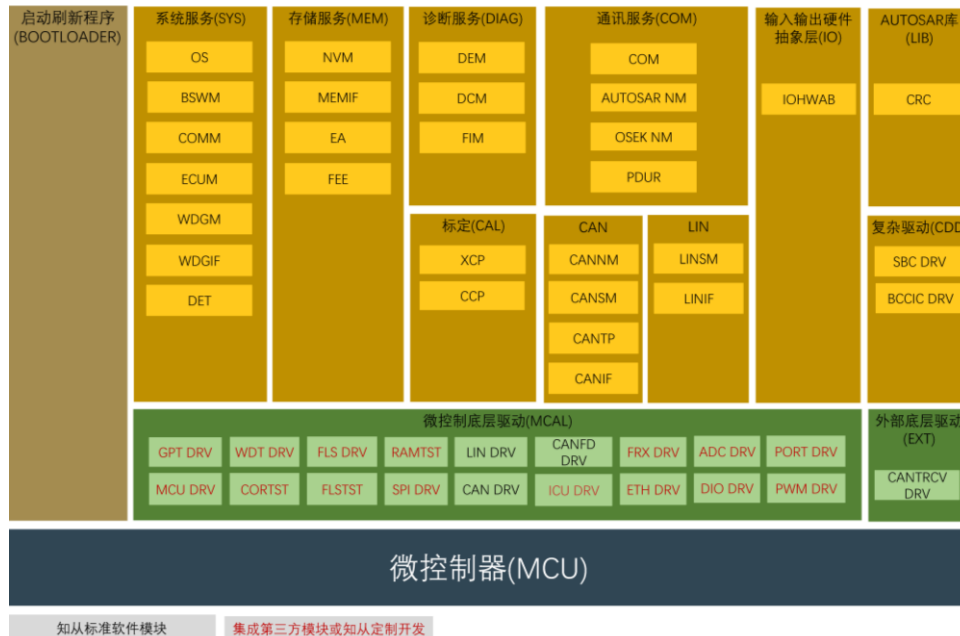 启动刷新程序
(BOOTLOADER)
系统服务(SYS)
OS
BSWM
COMM
ECUM
WDGM
WDGIF
DET
存储服务(MEM)
NVM
MEMIF
EA
FEE
诊断服务(DIAG)
DEM
DCM
FIM
通讯服务(COM)
COM
AUTOSAR NM
OSEK NM
PDUR
输入输出硬件
抽象层(IO)
IOHWAB
AUTOSAR库
(LIB)
CRC
标定(CAL)
XCP
CCP
CAN
CANNM
CANSM
CANTP
CANIF
LIN
LINSM
LINIF
复杂驱动(CDD
SBC DRV
BCCIC DRV
微控制底层驱动(MCAL)
GPT DRV
WDT DRV
FLS DRV
RAMTST
LIN DRV
CANFD
DRV
FRX DRV
ADC DRV
PORT DRV
MCU DRV
CORTST
FLSTST
SPI DRV
CAN DRV
ICU DRV
ETH DRV
DIO DRV
PWM DRV
外部底层驱动
(EXT)
CANTRCV
DRV
微控制器(MCU)
知从标准软件模块
集成第三方模块或知从定制开发